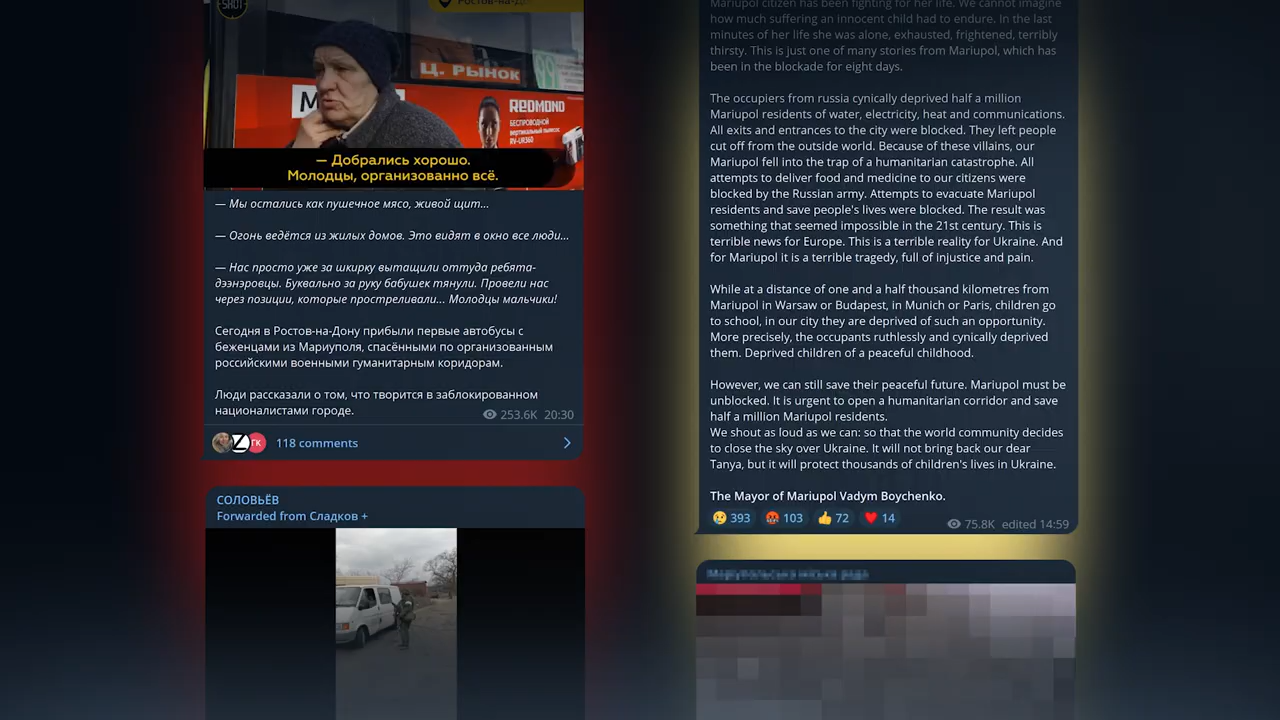 SHOT
Ростов-на-До
Ц. РЫНОК
99
REDMOND
БЕСПРОВОДНОЙ
вертикальный пылесос
RV-UR360
— Добрались хорошо.
Молодцы, организованно всё.
— Мы остались как пушечное мясо, живой щит...
— Огонь ведётся из жилых домов. Это видят в окно все люди...
— Нас просто уже за шкирку вытащили оттуда ребята-
дээнэровцы. Буквально за руку бабушек тянули. Провели нас
через позиции, которые простреливали... Молодцы мальчики!
Сегодня в Ростов-на-Дону прибыли первые автобусы с
беженцами из Мариуполя, спасёнными по организованным
российскими военными гуманитарным коридорам.
Люди рассказали о том, что творится в заблокированном
националистами городе.
253.6K 20:30
ГК 118 comments
СОЛОВЬЁВ
Forwarded from Сладков +
Mariupol citizen has been fighting for her life. We cannot imagine
how much suffering an innocent child had to endure. In the last
minutes of her life she was alone, exhausted, frightened, terribly
thirsty. This is just one of many stories from Mariupol, which has
been in the blockade for eight days.
The occupiers from russia cynically deprived half a million
Mariupol residents of water, electricity, heat and communications.
All exits and entrances to the city were blocked. They left people
cut off from the outside world. Because of these villains, our
Mariupol fell into the trap of a humanitarian catastrophe. All
attempts to deliver food and medicine to our citizens were
blocked by the Russian army. Attempts to evacuate Mariupol
residents and save people's lives were blocked. The result was
something that seemed impossible in the 21st century. This is
terrible news for Europe. This is a terrible reality for Ukraine. And
for Mariupol it is a terrible tragedy, full of injustice and pain.
While at a distance of one and a half thousand kilometres from
Mariupol in Warsaw or Budapest, in Munich or Paris, children go
to school, in our city they are deprived of such an opportunity.
More precisely, the occupants ruthlessly and cynically deprived
them. Deprived children of a peaceful childhood.
However, we can still save their peaceful future. Mariupol must be
unblocked. It is urgent to open a humanitarian corridor and save
half a million Mariupol residents.
We shout as loud as we can: so that the world community decides
to close the sky over Ukraine. It will not bring back our dear
Tanya, but it will protect thousands of children's lives in Ukraine.
The Mayor of Mariupol Vadym Boychenko.
393 103 72 14
75.8K edited 14:59